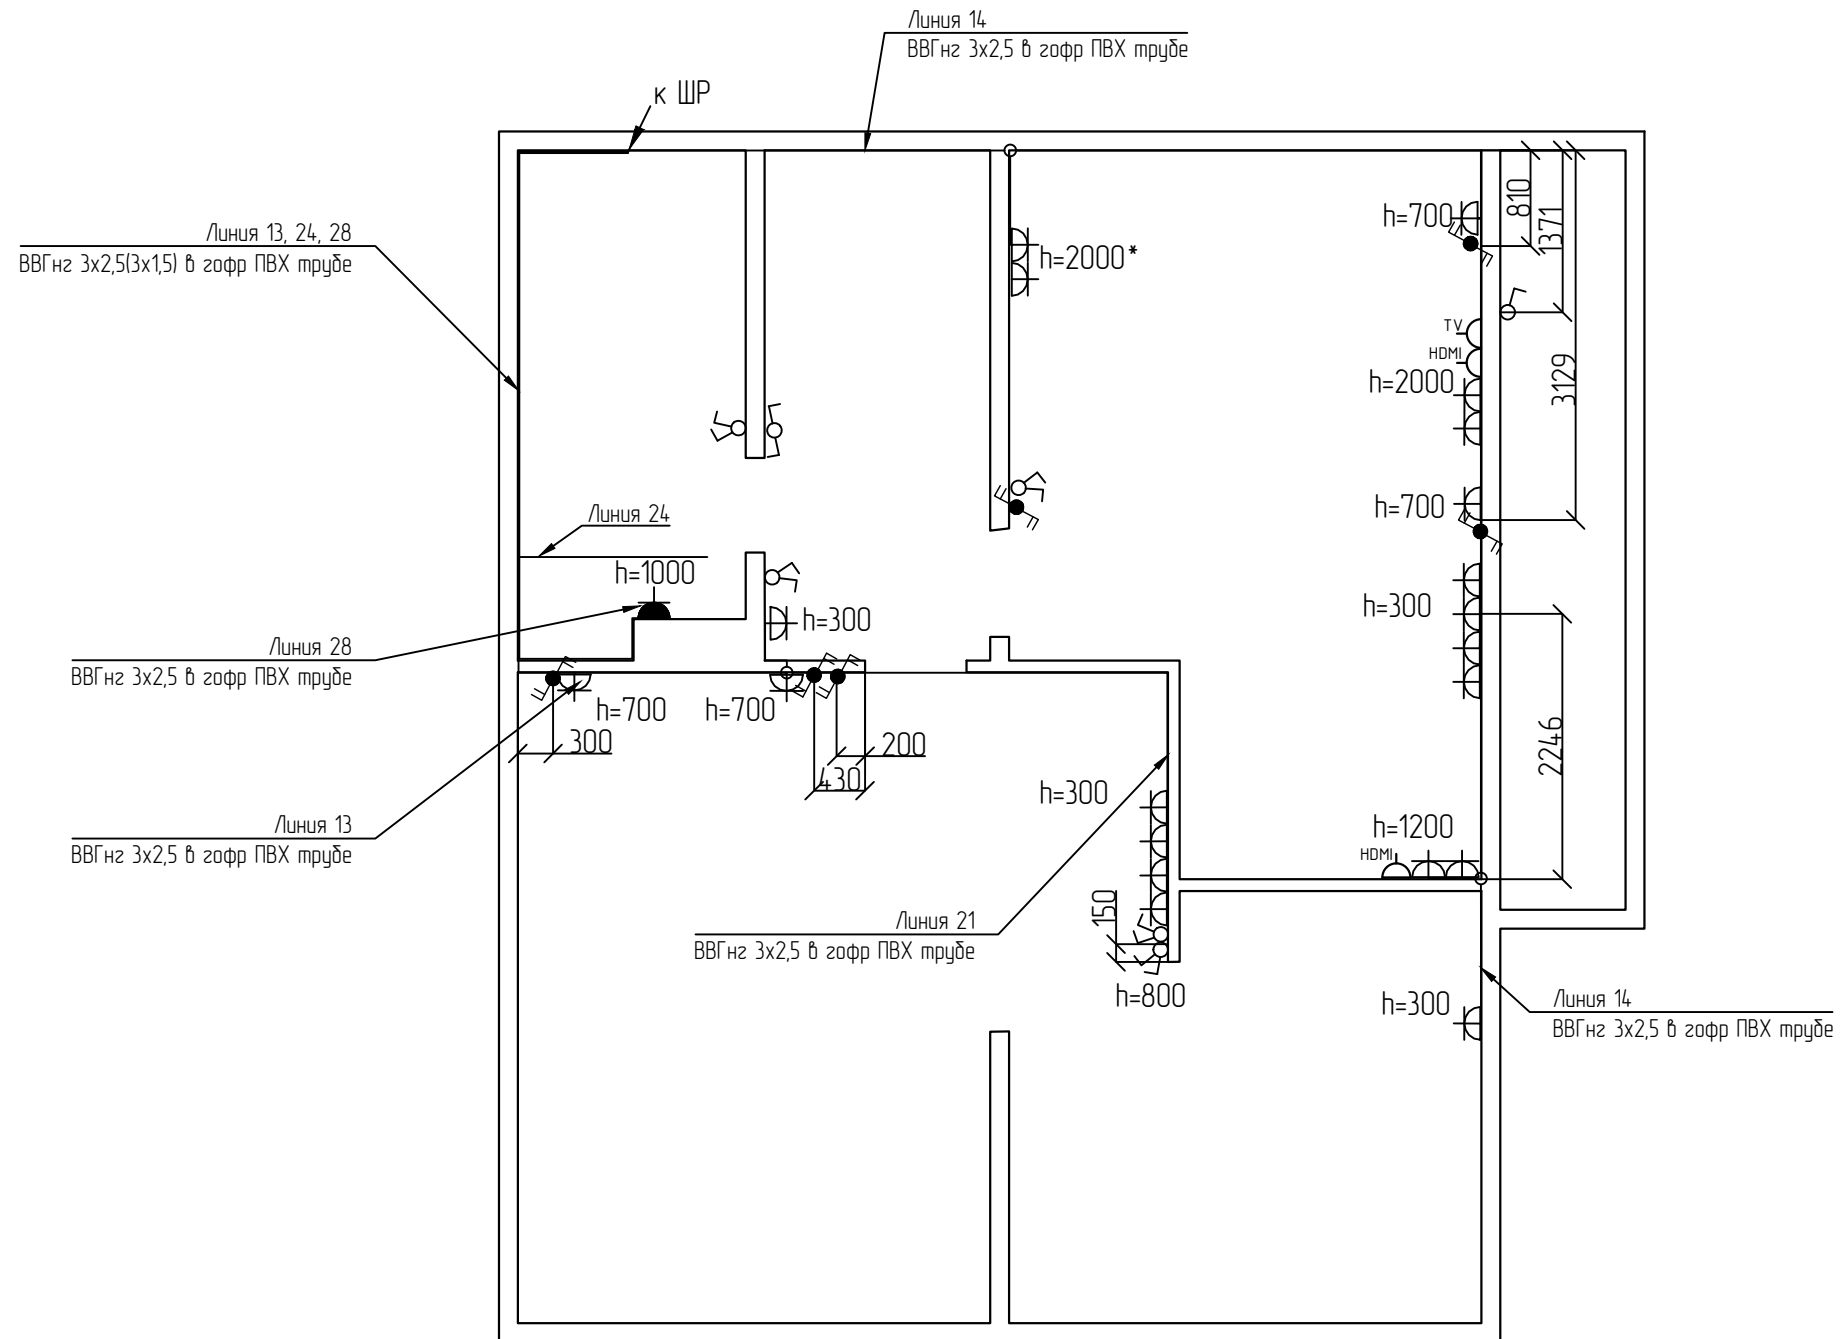 Линия 14
ВВГнг 3х2,5 в гофр ПВХ трубе
к ШР
Линия 13, 24, 28
ВВГнг 3х2,5(3х1,5) в гофр ПВХ трубе
h=700
810
1371
h=2000*
TV
HDMI
h=2000
3129
h=700
Линия 24
h=1000
h=300
h=300
Линия 28
ВВГнг 3х2,5 в гофр ПВХ трубе
h=700
h=700
300
200
430
2246
h=300
Линия 13
ВВГнг 3х2,5 в гофр ПВХ трубе
h=1200
HDMI
150
Линия 21
ВВГнг 3х2,5 в гофр ПВХ трубе
h=800
h=300
Линия 14
ВВГнг 3х2,5 в гофр ПВХ трубе